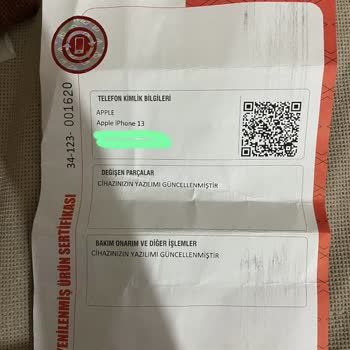 TELEFON KİMLİK BİLGİLERİ
APPLE
Apple iPhone 13
DEĞİŞEN PARÇALAR
CİHAZINIZIN YAZILIMI GÜNCELLENMİŞTİR
BAKIM ONARIM VE DİĞER İŞLEMLER
CİHAZINIZIN YAZILIMI GÜNCELLENMİŞTİR
34-123- 001620
YENİLENMİŞ ÜRÜN SERTİFİKASI